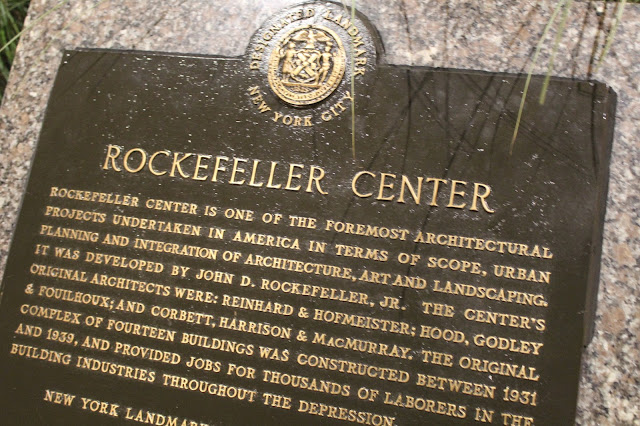 DESIGNATED LANDMARK
NEW YORK CITY
ROCKEFELLER CENTER
ROCKEFELLER CENTER IS ONE OF THE FOREMOST ARCHITECTURAL
PROJECTS UNDERTAKEN IN AMERICA IN TERMS OF SCOPE, URBAN
PLANNING AND INTEGRATION OF ARCHITECTURE, ART AND LANDSCAPING.
IT WAS DEVELOPED BY JOHN D. ROCKEFELLER, JR. THE CENTER'S
ORIGINAL ARCHITECTS WERE: REINHARD & HOFMEISTER; HOOD, GODLEY
& FOUILHOUX; AND CORBETT, HARRISON & MACMURRAY. THE ORIGINAL
COMPLEX OF FOURTEEN BUILDINGS WAS CONSTRUCTED BETWEEN 1931
AND 1939, AND PROVIDED JOBS FOR THOUSANDS OF LABORERS IN THE
BUILDING INDUSTRIES THROUGHOUT THE DEPRESSION.
NEW YORK LANDMARK